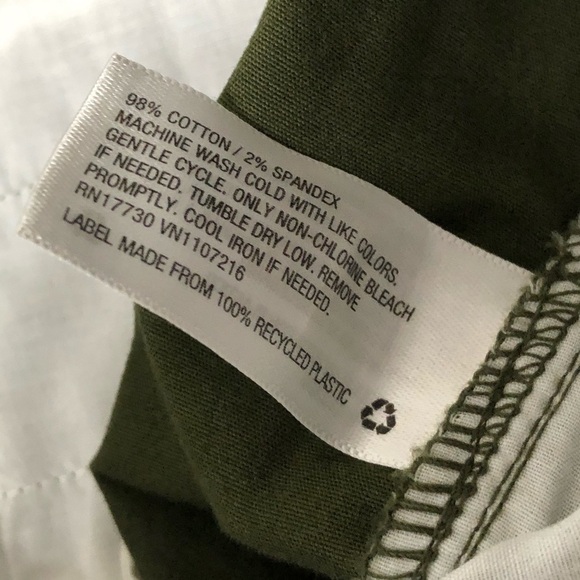 98% COTTON / 2% SPANDEX
MACHINE WASH COLD WITH LIKE COLORS.
GENTLE CYCLE. ONLY NON-CHLORINE BLEACH
IF NEEDED. TUMBLE DRY LOW. REMOVE
PROMPTLY. COOL IRON IF NEEDED.
RN17730 VN1107216
LABEL MADE FROM 100% RECYCLED PLASTIC